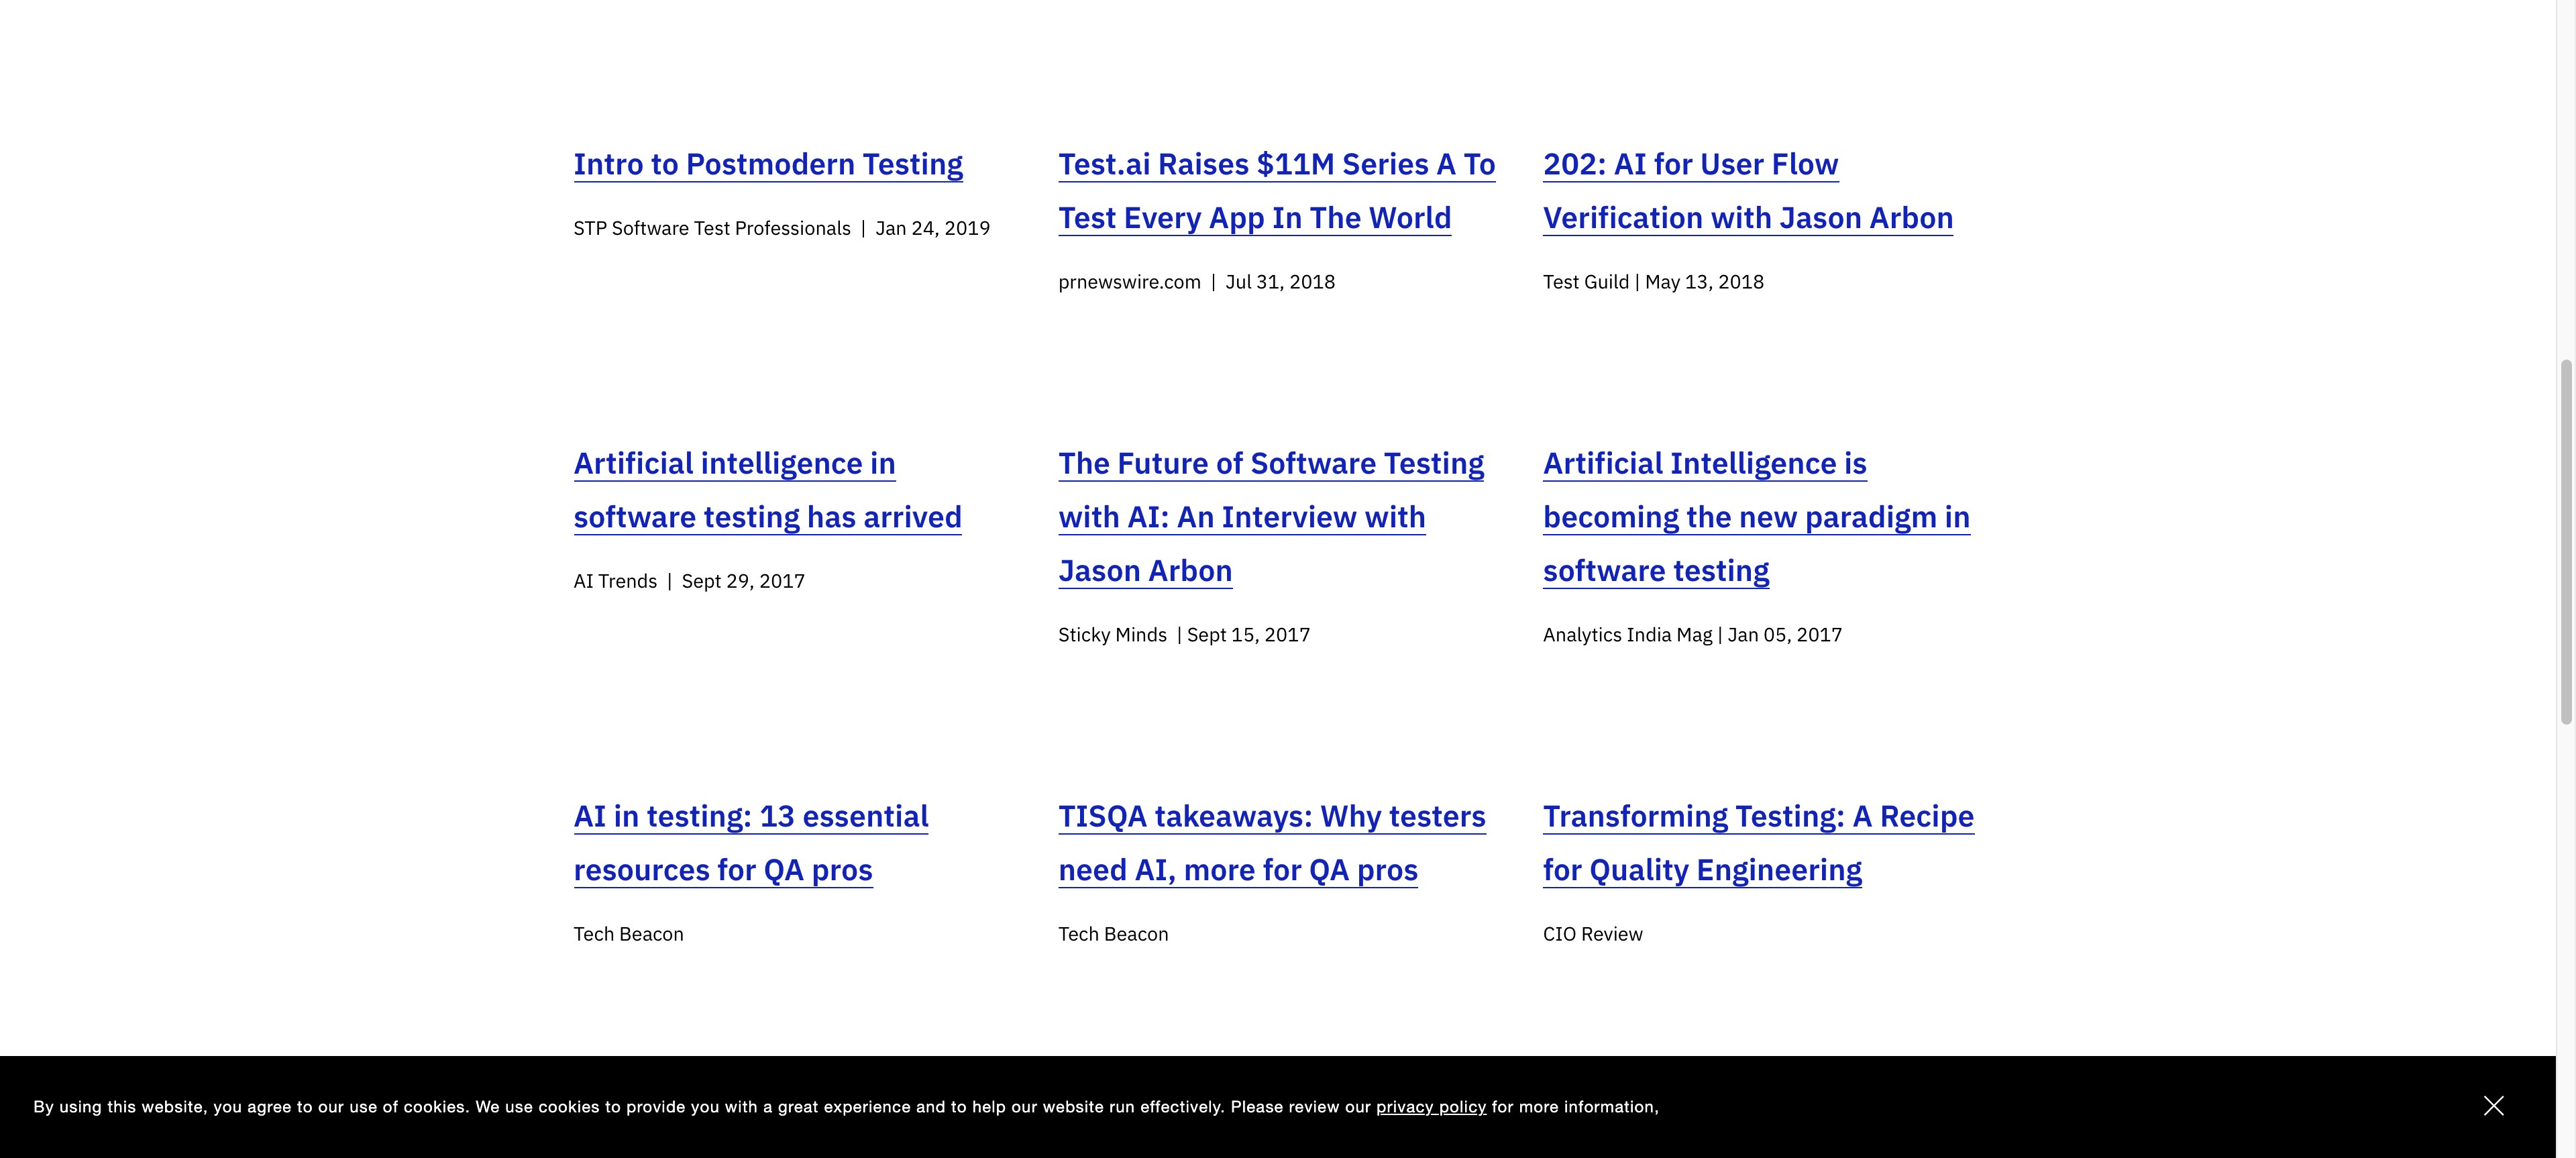 Intro to Postmodern Testing
STP Software Test Professionals | Jan 24, 2019
Test.ai Raises $11M Series A To
Test Every App In The World
prnewswire.com | Jul 31, 2018
202: AI for User Flow
Verification with Jason Arbon
Test Guild | May 13, 2018
Artificial intelligence in
software testing has arrived
AI Trends | Sept 29, 2017
The Future of Software Testing
with AI: An Interview with
Jason Arbon
Sticky Minds | Sept 15, 2017
Artificial Intelligence is
becoming the new paradigm in
software testing
Analytics India Mag | Jan 05, 2017
AI in testing: 13 essential
resources for QA pros
Tech Beacon
TISQA takeaways: Why testers
need AI, more for QA pros
Tech Beacon
Transforming Testing: A Recipe
for Quality Engineering
CIO Review
By using this website, you agree to our use of cookies. We use cookies to provide you with a great experience and to help our website run effectively. Please review our privacy policy for more information,